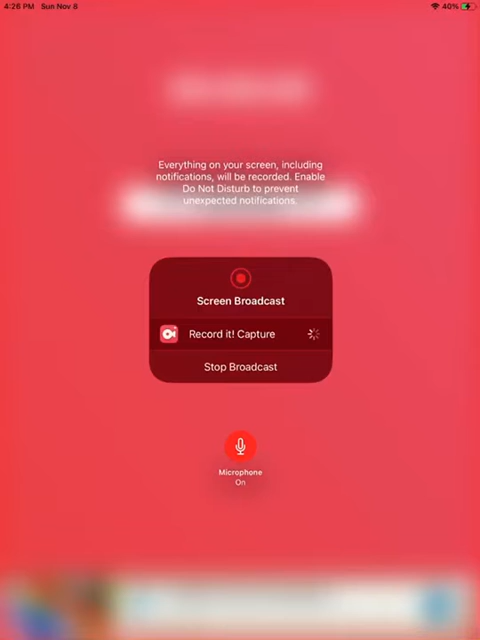 4:26 PM Sun Nov 8
40%
Everything on your screen, including
notifications, will be recorded. Enable
Do Not Disturb to prevent
unexpected notifications.
Screen Broadcast
Record it! Capture
Stop Broadcast
Microphone
On